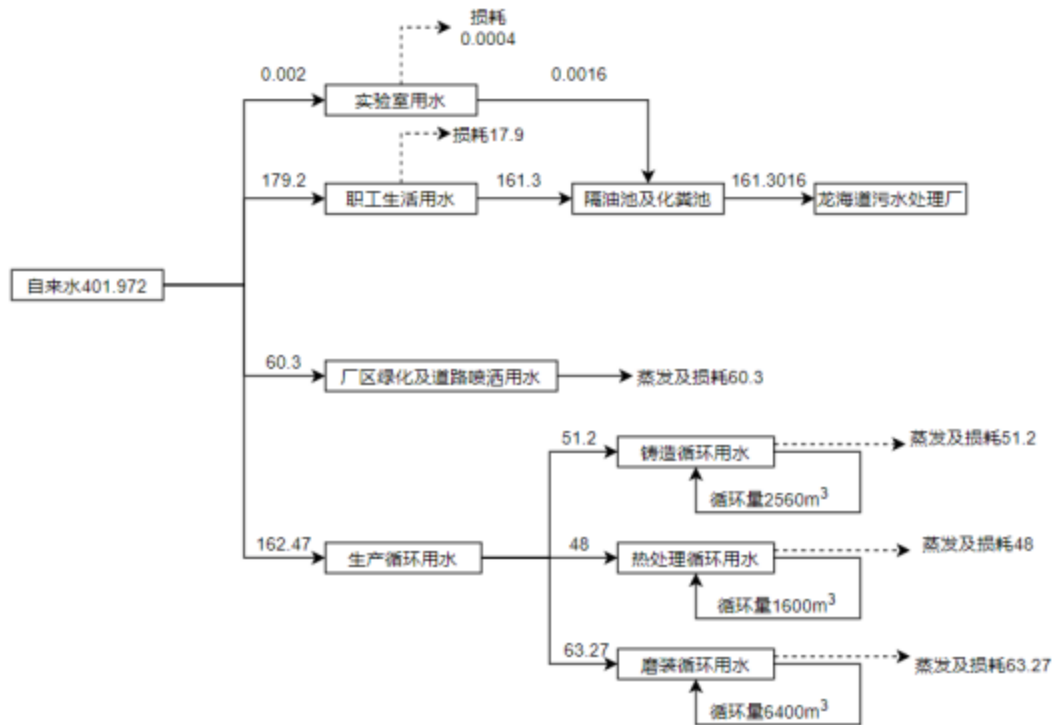 损耗
0.0004
0.002
实验室用水
0.0016
损耗17.9
179.2
职工生活用水
161.3
隔油池及化粪池
161.3016
龙海道污水处理厂
自来水401.972
60.3
厂区绿化及道路喷洒用水
蒸发及损耗60.3
51.2
铸造循环用水
蒸发及损耗51.2
循环量2560m³
162.47
生产循环用水
48
热处理循环用水
蒸发及损耗48
循环量1600m³
63.27
磨装循环用水
蒸发及损耗63.27
循环量6400m³